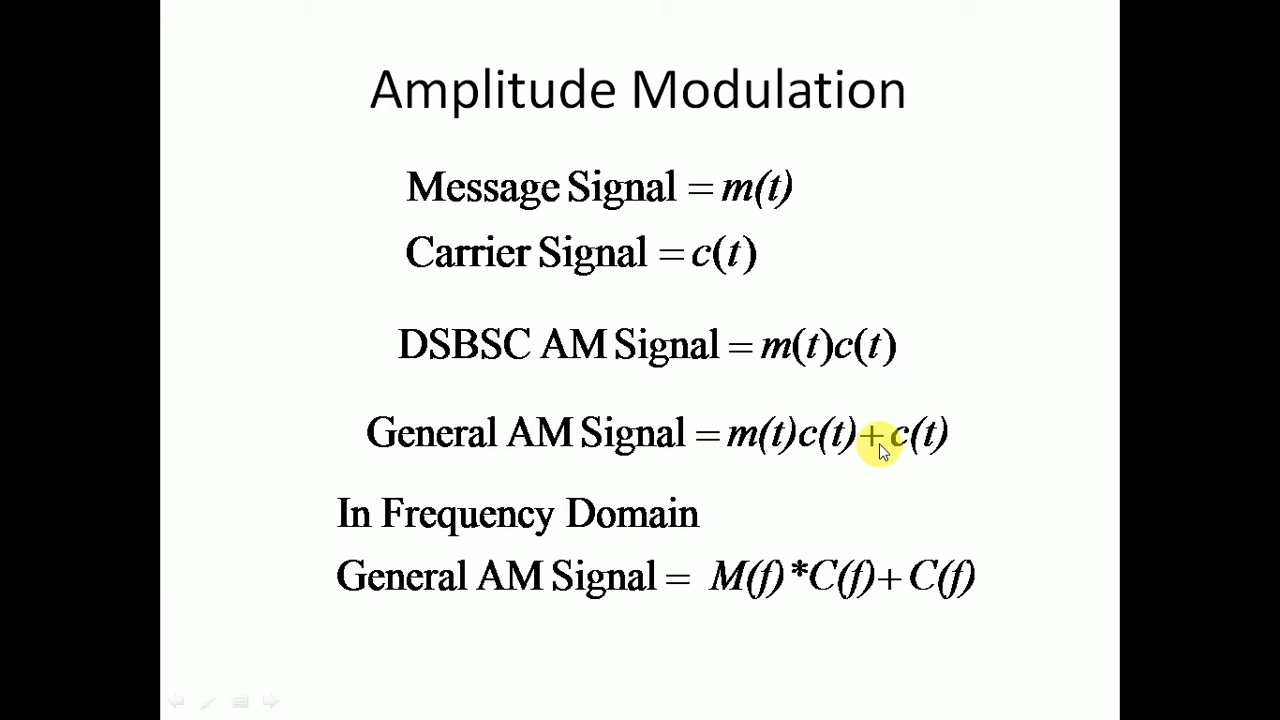 Amplitude Modulation
Message Signal = m(t)
Carrier Signal = c(t)
DSBSC AM Signal = m(t)c(t)
General AM Signal = m(t)c(t)+c(t)
In Frequency Domain
General AM Signal = M(f)*C(f)+C(f)